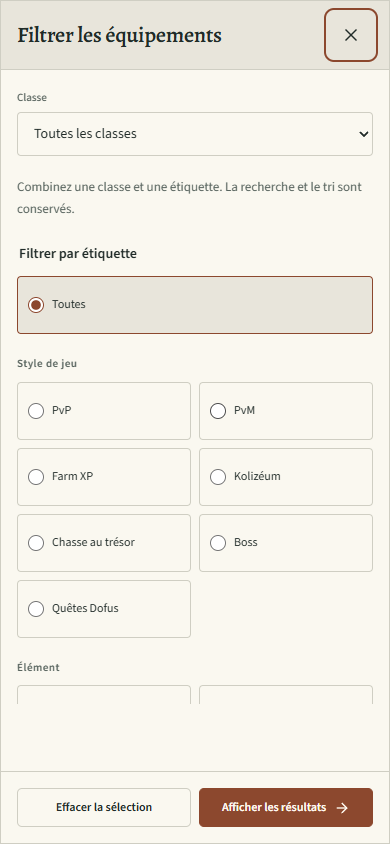 Filtrer les équipements
Classe
Toutes les classes
Combinez une classe et une étiquette. La recherche et le tri sont
conservés.
Filtrer par étiquette
Toutes
Style de jeu
PvP
PvM
Farm XP
Kolizéum
Chasse au trésor
Boss
Quêtes Dofus
Élément
Effacer la sélection
Afficher les résultats